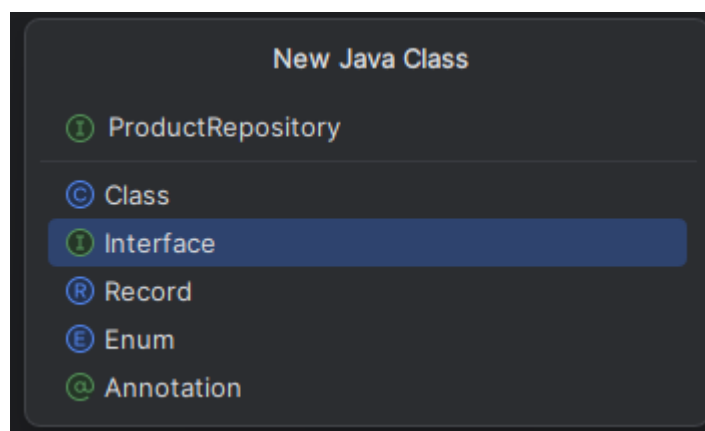 New Java Class
ProductRepository
Class
Interface
Record
Enum
Annotation